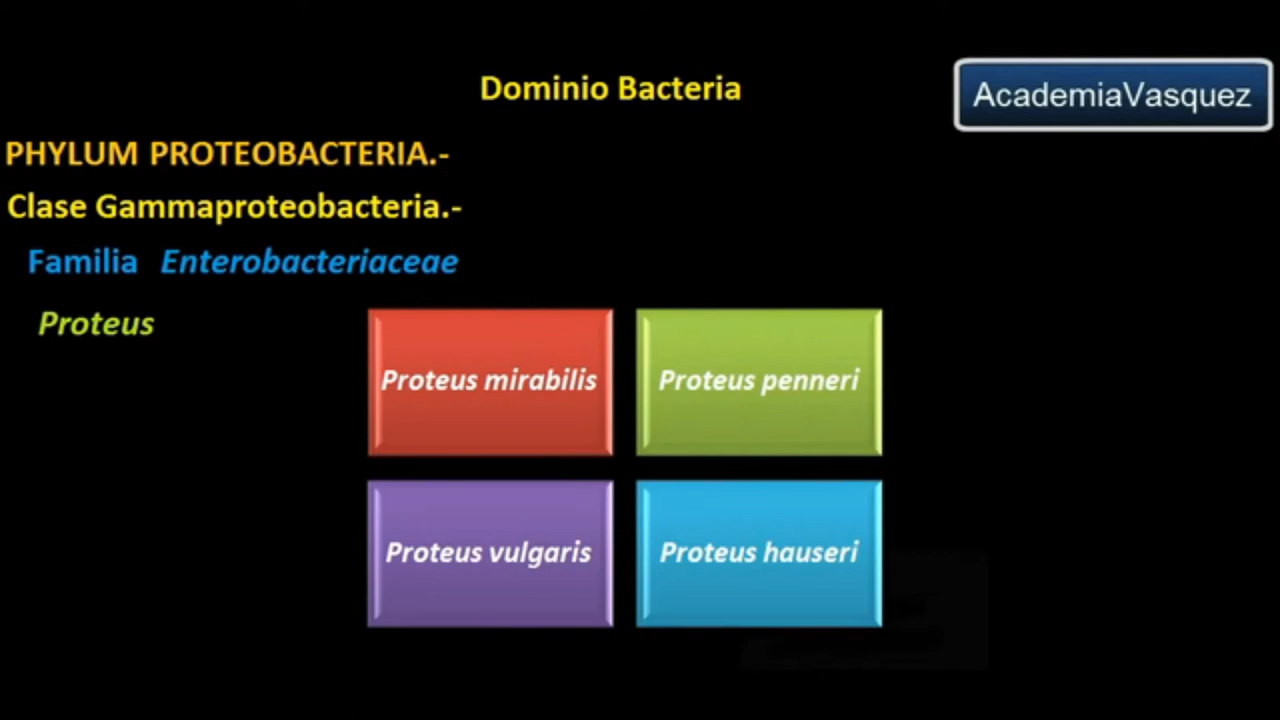 Dominio Bacteria
AcademiaVasquez
PHYLUM PROTEOBACTERIA.-
Clase Gammaproteobacteria.-
Familia Enterobacteriaceae
Proteus
Proteus mirabilis
Proteus penneri
Proteus vulgaris
Proteus hauseri